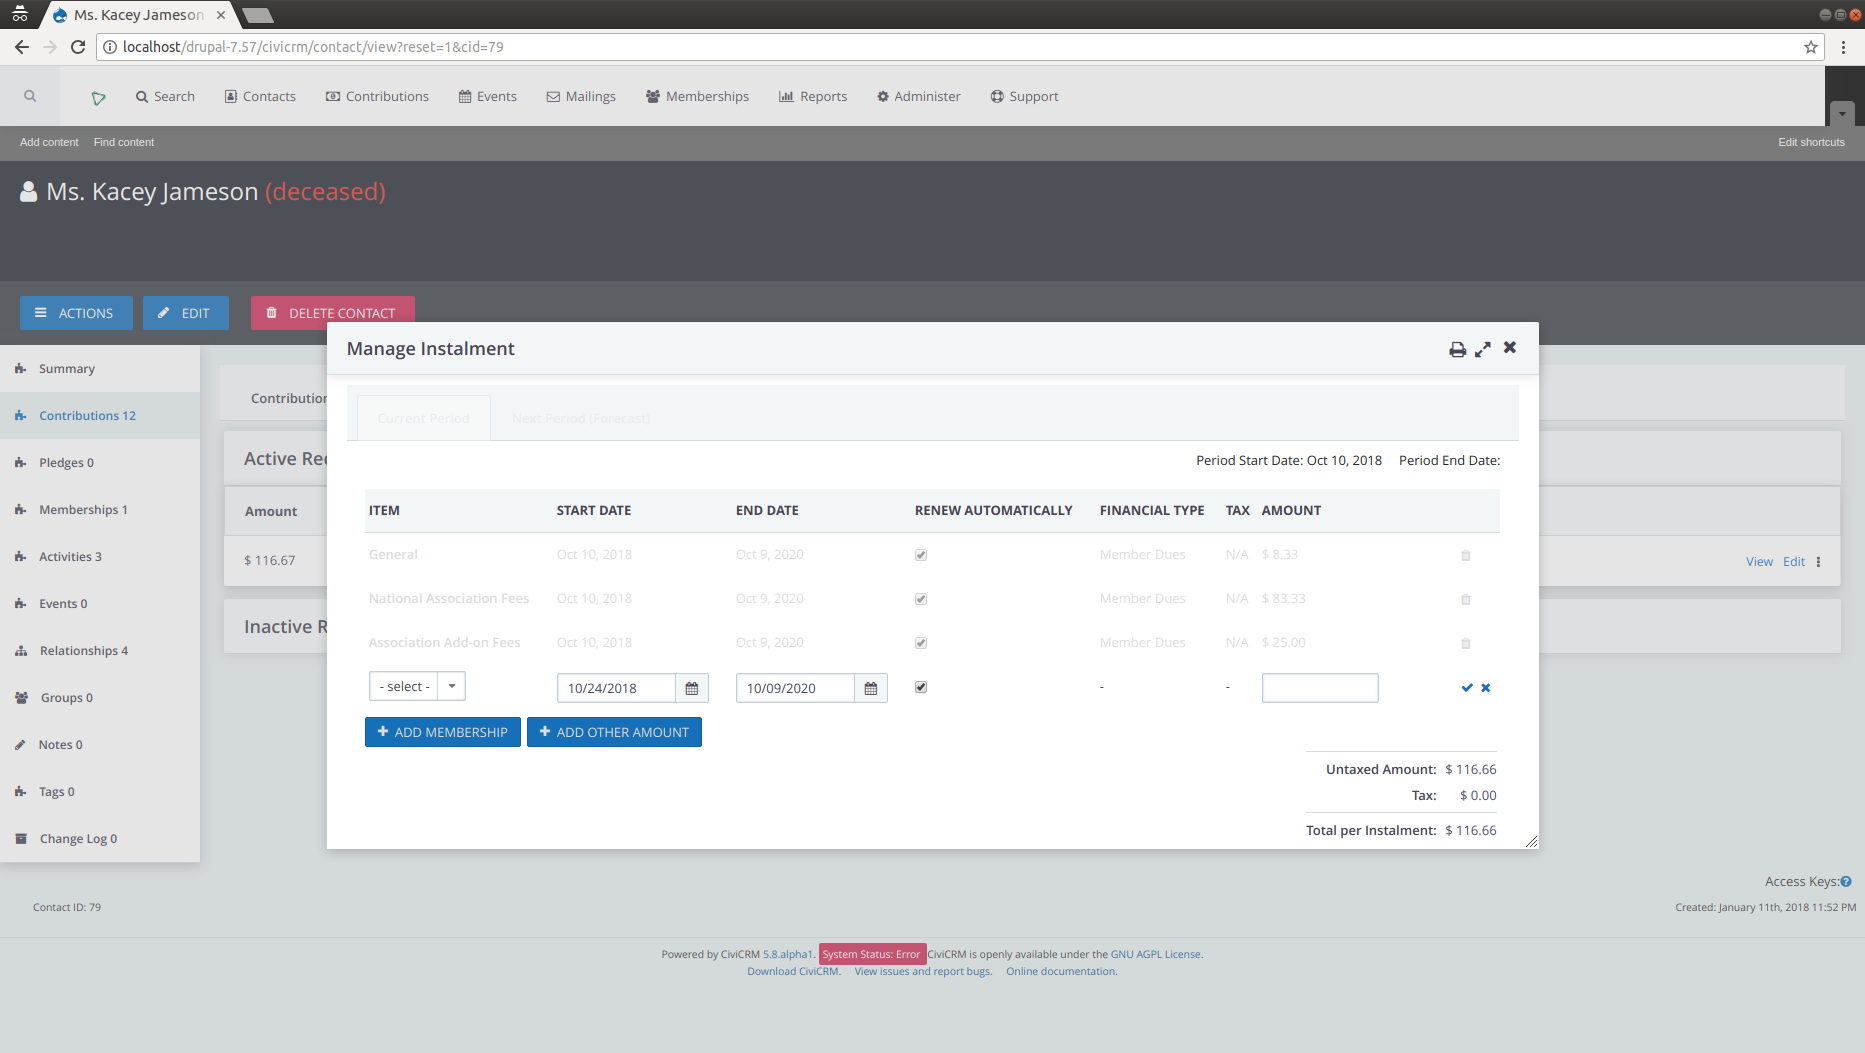 Ms. Kacey Jameson
localhost/drupal-7.57/civicrm/contact/view?reset=1&cid=79
Search Contacts Contributions Events Mailings Memberships Reports Administer Support
Add content Find content Edit shortcuts
Ms. Kacey Jameson (deceased)
ACTIONS EDIT DELETE CONTACT
Manage Instalment
Summary
Contributions 12
Pledges 0
Memberships 1
Activities 3
Events 0
Relationships 4
Groups 0
Notes 0
Tags 0
Change Log 0
Contribution
Active Rec
Amount
$ 116.67 View Edit
Inactive R
Current Period Next Period (Forecast)
Period Start Date: Oct 10, 2018 Period End Date:
ITEM START DATE END DATE RENEW AUTOMATICALLY FINANCIAL TYPE TAX AMOUNT
General Oct 10, 2018 Oct 9, 2020 Member Dues N/A $ 8.33
National Association Fees Oct 10, 2018 Oct 9, 2020 Member Dues N/A $ 83.33
Association Add-on Fees Oct 10, 2018 Oct 9, 2020 Member Dues N/A $ 25.00
- select - 10/24/2018 10/09/2020 - -
ADD MEMBERSHIP ADD OTHER AMOUNT
Untaxed Amount: $ 116.66
Tax: $ 0.00
Total per Instalment: $ 116.66
Access Keys:
Contact ID: 79 Created: January 11th, 2018 11:52 PM
Powered by CiviCRM 5.8.alpha1. System Status: Error CiviCRM is openly available under the GNU AGPL License.
Download CiviCRM. View issues and report bugs. Online documentation.